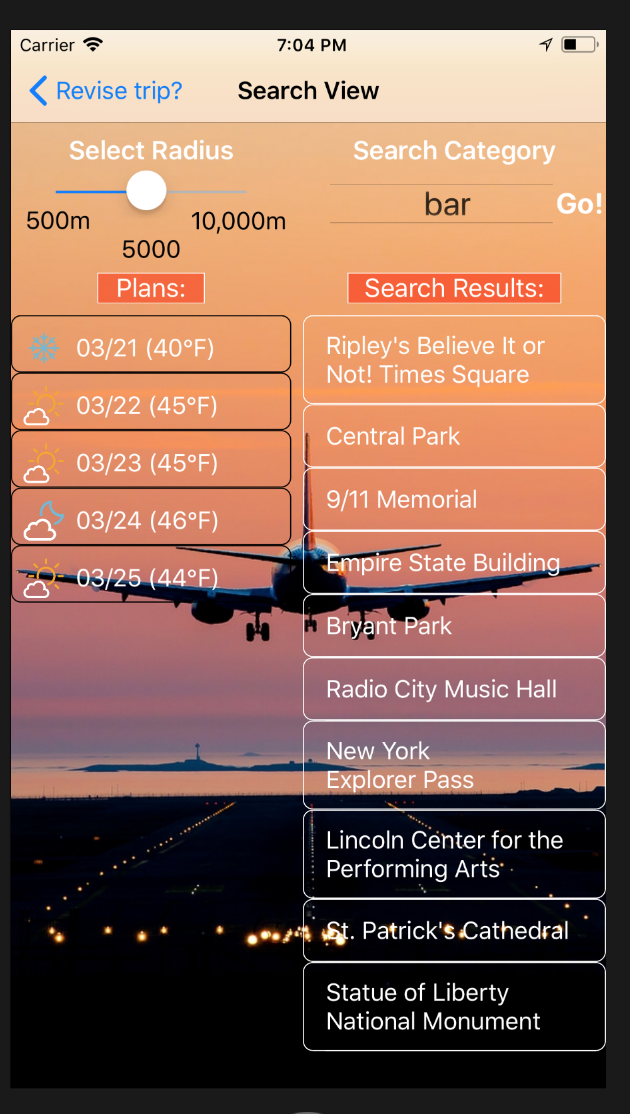 Carrier
7:04 PM
Revise trip?
Search View
Select Radius
500m
10,000m
5000
Search Category
bar
Go!
Plans:
03/21 (40°F)
03/22 (45°F)
03/23 (45°F)
03/24 (46°F)
03/25 (44°F)
Search Results:
Ripley's Believe It or
Not! Times Square
Central Park
9/11 Memorial
Empire State Building
Bryant Park
Radio City Music Hall
New York
Explorer Pass
Lincoln Center for the
Performing Arts
St. Patrick's Cathedral
Statue of Liberty
National Monument